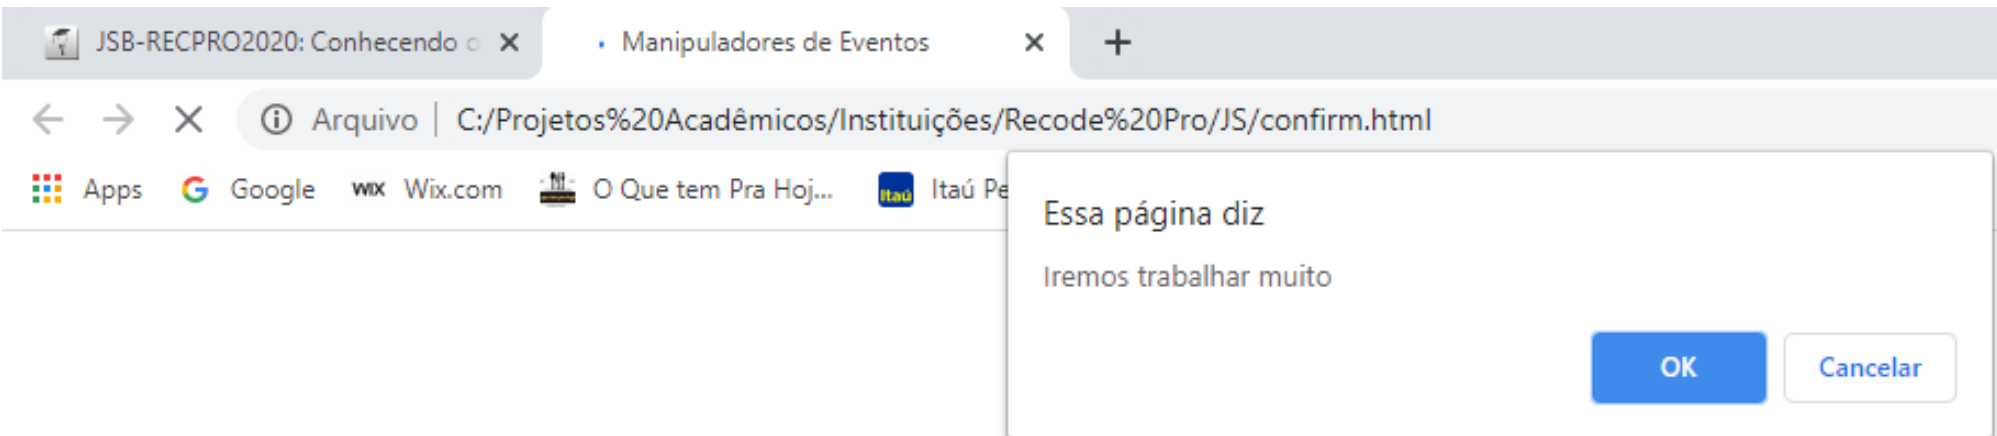 JSB-RECPRO2020: Conhecendo o
Manipuladores de Eventos
Arquivo | C:/Projetos%20Acadêmicos/Instituições/Recode%20Pro/JS/confirm.html
Apps Google WIX Wix.com O Que tem Pra Hoj... Itaú Itaú Pe
Essa página diz
Iremos trabalhar muito
OK Cancelar